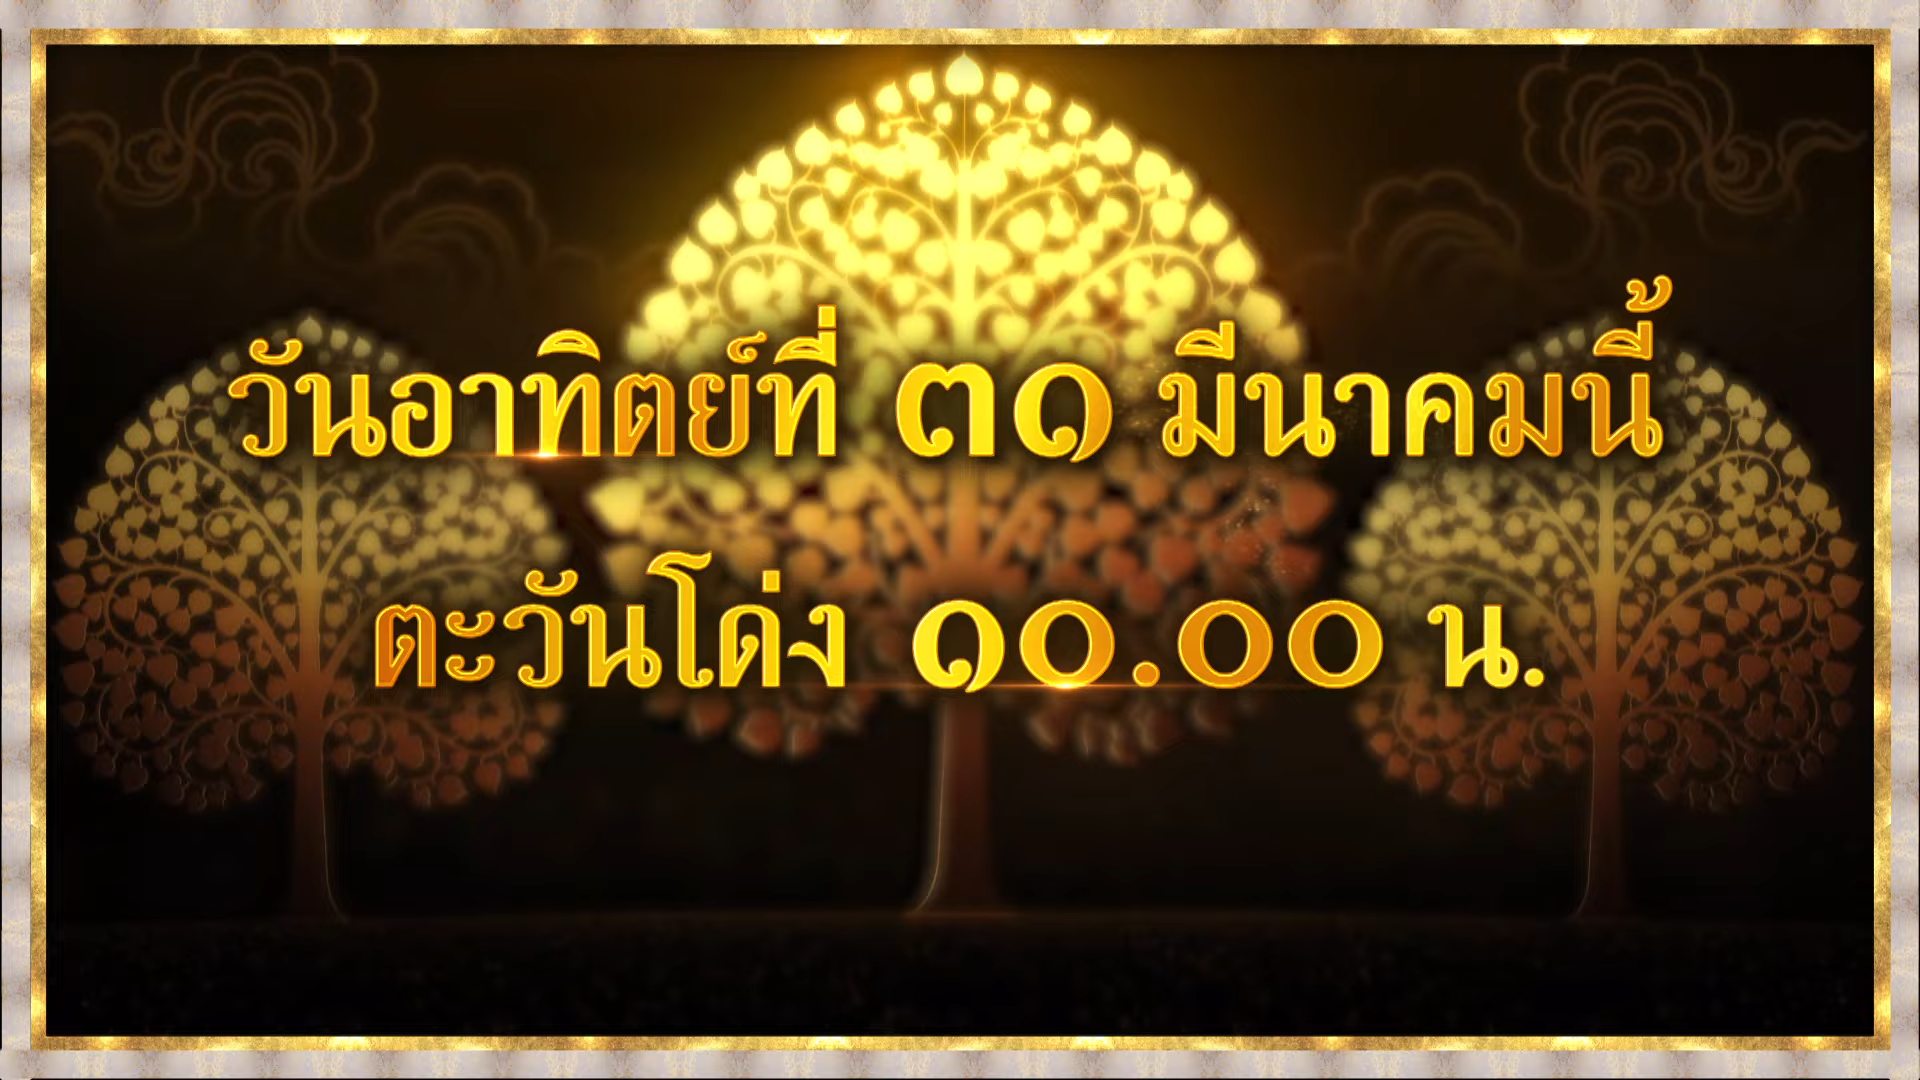 วันอาทิตย์ที่ ๓๑ มีนาคมนี้
ตะวันโด่ง ๑๐.๐๐ น.